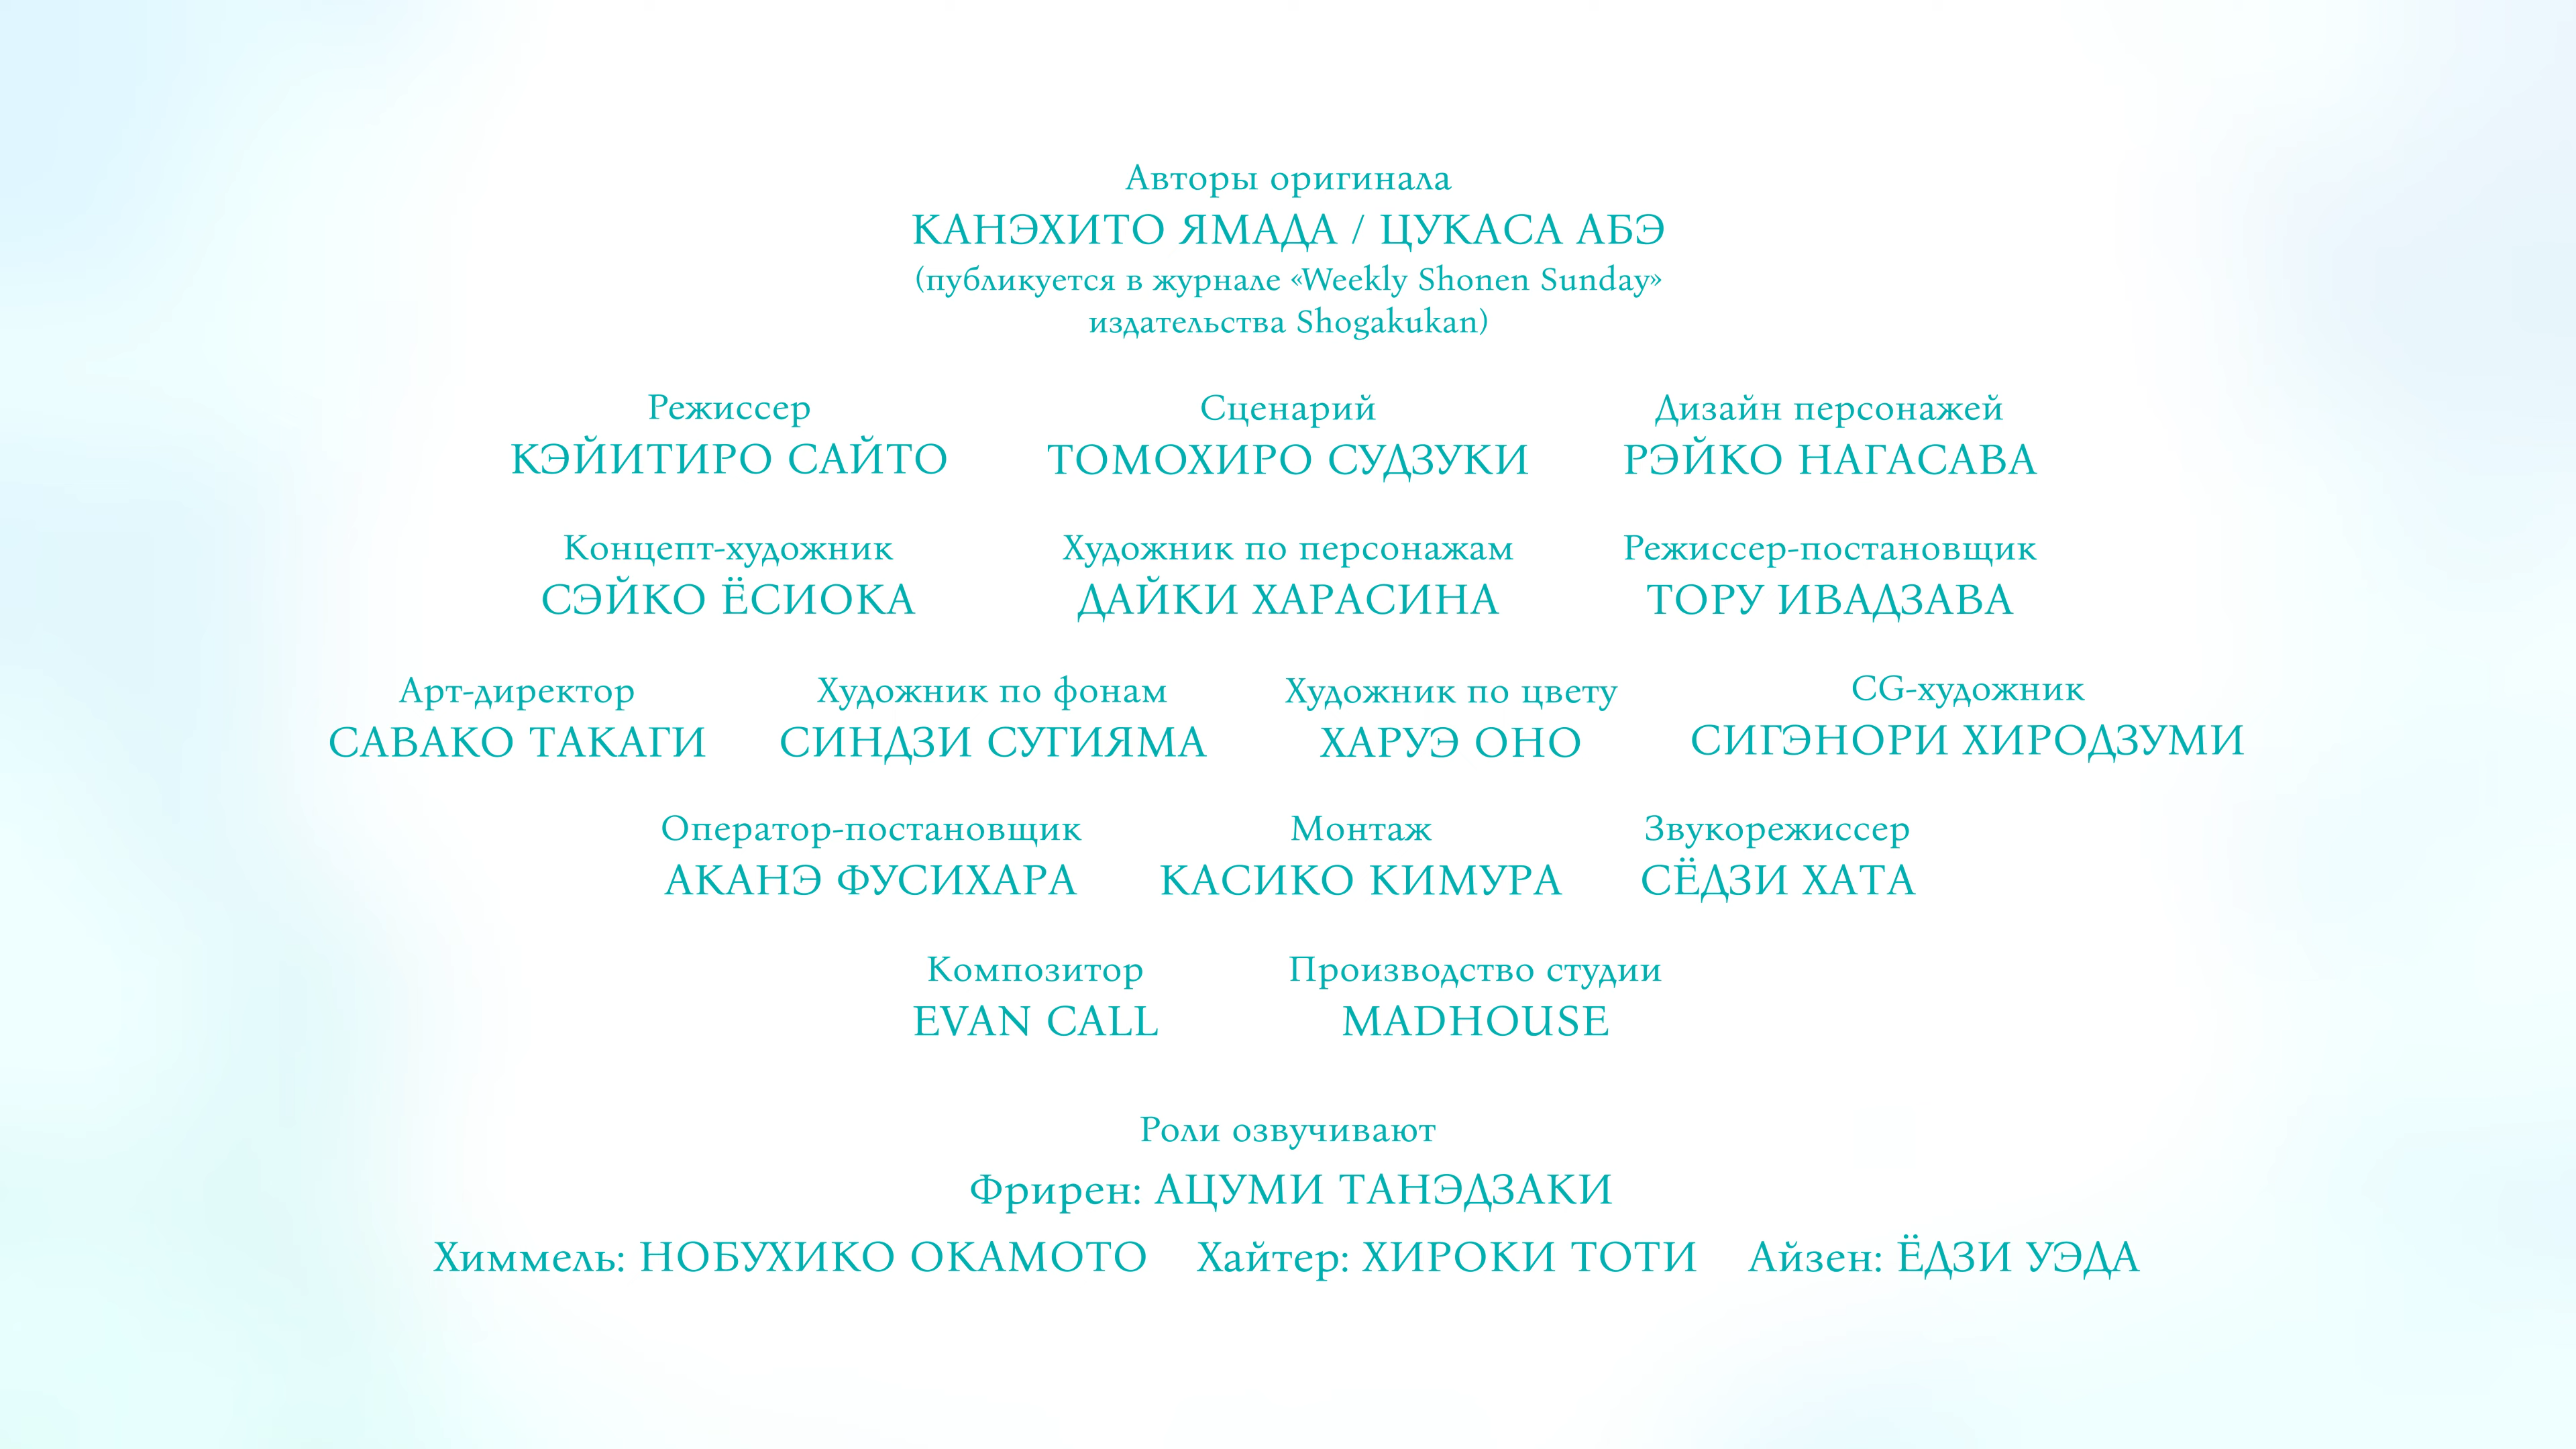 Авторы оригинала
КАНЭХИТО ЯМАДА / ЦУКАСА АБЭ
(публикуется в журнале «Weekly Shonen Sunday»
издательства Shogakukan)
Режиссер Сценарий Дизайн персонажей
КЭЙИТИРО САЙТО ТОМОХИРО СУДЗУКИ РЭЙКО НАГАСАВА
Концепт-художник Художник по персонажам Режиссер-постановщик
СЭЙКО ЁСИОКА ДАЙКИ ХАРАСИНА ТОРУ ИВАДЗАВА
Арт-директор Художник по фонам Художник по цвету CG-художник
САВАКО ТАКАГИ СИНДЗИ СУГИЯМА ХАРУЭ ОНО СИГЭНОРИ ХИРОДЗУМИ
Оператор-постановщик Монтаж Звукорежиссер
АКАНЭ ФУСИХАРА КАСИКО КИМУРА СЁДЗИ ХАТА
Композитор Производство студии
EVAN CALL MADHOUSE
Роли озвучивают
Фрирен: АЦУМИ ТАНЭДЗАКИ
Химмель: НОБУХИКО ОКАМОТО Хайтер: ХИРОКИ ТОТИ Айзен: ЁДЗИ УЭДА